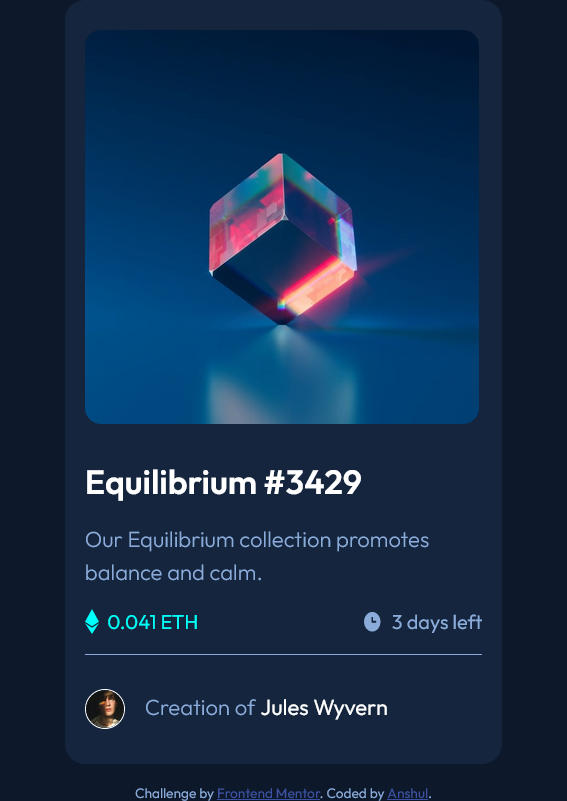 Equilibrium #3429
Our Equilibrium collection promotes
balance and calm.
0.041 ETH
3 days left
Creation of Jules Wyvern
Challenge by Frontend Mentor. Coded by Anshul.